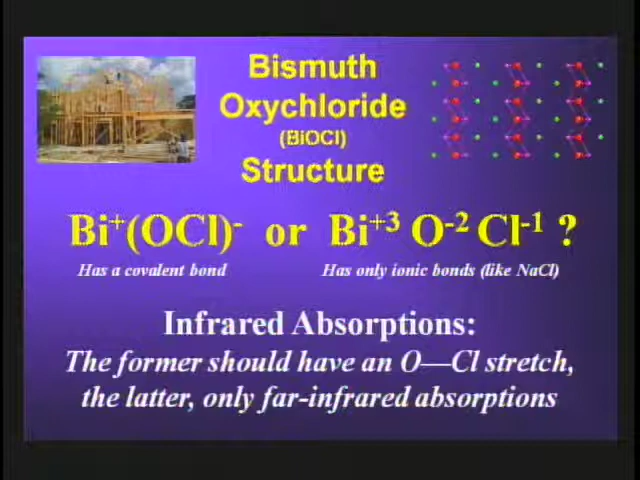 Bismuth
Oxychloride
(BiOCl)
Structure
Bi⁺(OCl)⁻ or Bi⁺³ O⁻² Cl⁻¹ ?
Has a covalent bond Has only ionic bonds (like NaCl)
Infrared Absorptions:
The former should have an O—Cl stretch,
the latter, only far-infrared absorptions